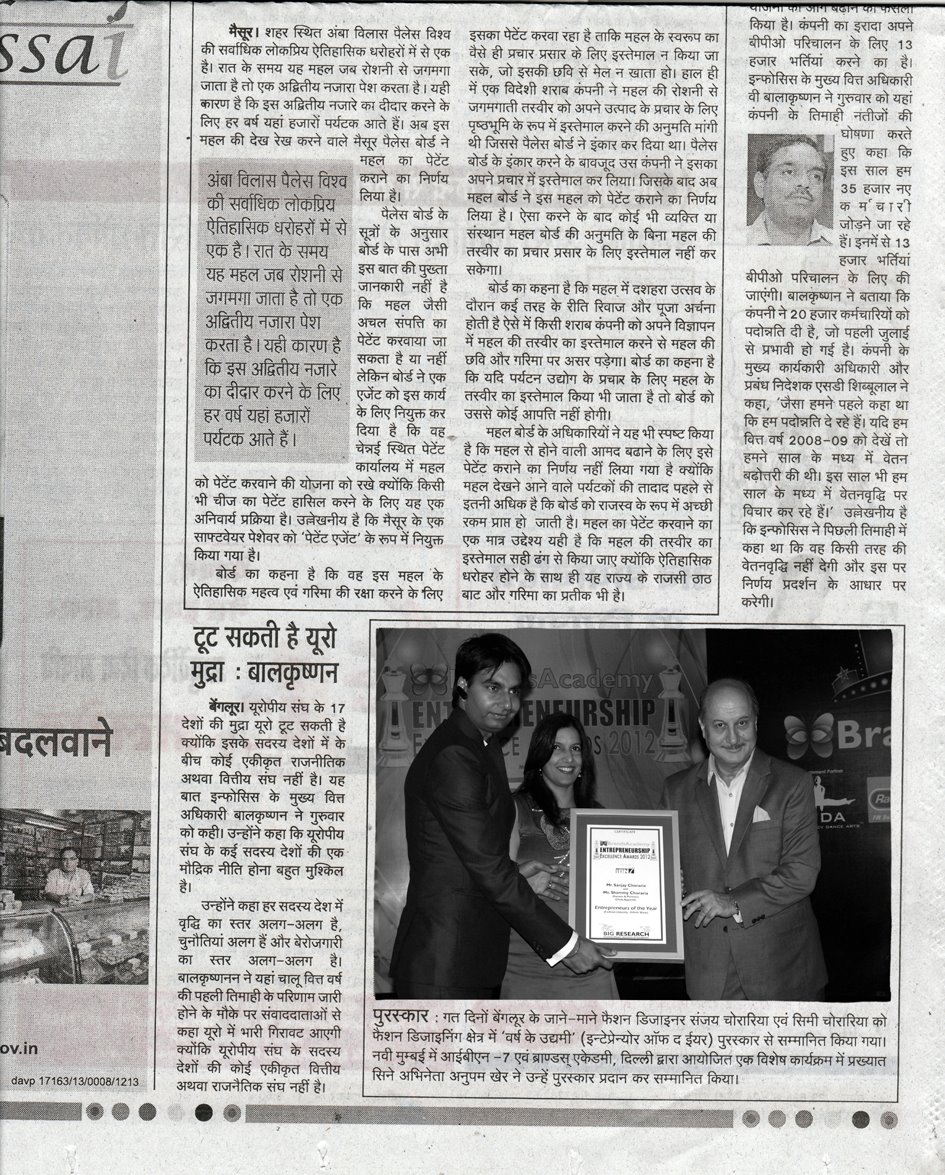 ssai
बदलवाने
ov.in
davp 17163/13/0008/1213
मैसूर। शहर स्थित अंबा विलास पैलेस विश्व
की सर्वाधिक लोकप्रिय ऐतिहासिक धरोहरों में से एक
है। रात के समय यह महल जब रोशनी से जगमगा
जाता है तो एक अद्वितीय नजारा पेश करता है। यही
कारण है कि इस अद्वितीय नजारे का दीदार करने के
लिए हर वर्ष यहां हजारों पर्यटक आते हैं। अब इस
महल की देख रेख करने वाले मैसूर पैलेस बोर्ड ने
महल का पेटेंट
कराने का निर्णय
लिया है।
पैलेस बोर्ड के
सूत्रों के अनुसार
बोर्ड के पास अभी
इस बात की पुख्ता
जानकारी नहीं है
कि महल जैसी
अचल संपत्ति का
पेटेंट करवाया जा
सकता है या नहीं
लेकिन बोर्ड ने एक
एजेंट को इस कार्य
के लिए नियुक्त कर
दिया है कि वह
चेन्नई स्थित पेटेंट
कार्यालय में महल
को पेटेंट करवाने की योजना को रखे क्योंकि किसी
भी चीज का पेटेंट हासिल करने के लिए यह एक
अनिवार्य प्रक्रिया है। उल्लेखनीय है कि मैसूर के एक
साफ्टवेयर पेशेवर को 'पेटेंट एजेंट' के रूप में नियुक्त
किया गया है।
बोर्ड का कहना है कि वह इस महल के
ऐतिहासिक महत्व एवं गरिमा की रक्षा करने के लिए
अंबा विलास पैलेस विश्व
की सर्वाधिक लोकप्रिय
ऐतिहासिक धरोहरों में से
एक है। रात के समय
यह महल जब रोशनी से
जगमगा जाता है तो एक
अद्वितीय नजारा पेश
करता है। यही कारण है
कि इस अद्वितीय नजारे
का दीदार करने के लिए
हर वर्ष यहां हजारों
पर्यटक आते हैं।
इसका पेटेंट करवा रहा है ताकि महल के स्वरूप का
वैसे ही प्रचार प्रसार के लिए इस्तेमाल न किया जा
सके, जो इसकी छवि से मेल न खाता हो। हाल ही
में एक विदेशी शराब कंपनी ने महल की रोशनी से
जगमगाती तस्वीर को अपने उत्पाद के प्रचार के लिए
पृष्ठभूमि के रूप में इस्तेमाल करने की अनुमति मांगी
थी जिससे पैलेस बोर्ड ने इंकार कर दिया था। पैलेस
बोर्ड के इंकार करने के बावजूद उस कंपनी ने इसका
अपने प्रचार में इस्तेमाल कर लिया। जिसके बाद अब
महल बोर्ड ने इस महल को पेटेंट कराने का निर्णय
लिया है। ऐसा करने के बाद कोई भी व्यक्ति या
संस्थान महल बोर्ड की अनुमति के बिना महल की
तस्वीर का प्रचार प्रसार के लिए इस्तेमाल नहीं कर
सकेगा।
बोर्ड का कहना है कि महल में दशहरा उत्सव के
दौरान कई तरह के रीति रिवाज और पूजा अर्चना
होती है ऐसे में किसी शराब कंपनी को अपने विज्ञापन
में महल की तस्वीर का इस्तेमाल करने से महल की
छवि और गरिमा पर असर पड़ेगा। बोर्ड का कहना है
कि यदि पर्यटन उद्योग के प्रचार के लिए महल के
तस्वीर का इस्तेमाल किया भी जाता है तो बोर्ड को
उससे कोई आपत्ति नहीं होगी।
महल बोर्ड के अधिकारियों ने यह भी स्पष्ट किया
है कि महल से होने वाली आमद बढाने के लिए इसे
पेटेंट कराने का निर्णय नहीं लिया गया है क्योंकि
महल देखने आने वाले पर्यटकों की तादाद पहले से
इतनी अधिक है कि बोर्ड को राजस्व के रूप में अच्छी
रकम प्राप्त हो जाती है। महल का पेटेंट करवाने का
एक मात्र उद्देश्य यही है कि महल की तस्वीर का
इस्तेमाल सही ढंग से किया जाए क्योंकि ऐतिहासिक
धरोहर होने के साथ ही यह राज्य के राजसी ठाठ
बाट और गरिमा का प्रतीक भी है।
योजना को आगे बढाने का फैसला
किया है। कंपनी का इरादा अपने
बीपीओ परिचालन के लिए 13
हजार भर्तियां करने का है।
इन्फोसिस के मुख्य वित्त अधिकारी
वी बालाकृष्णन ने गुरुवार को यहां
कंपनी के तिमाही नतीजों की
घोषणा करते
हुए कहा कि
इस साल हम
35 हजार नए
कर्मचारी
जोड़ने जा रहे
हैं। इनमें से 13
हजार भर्तियां
बीपीओ परिचालन के लिए की
जाएंगी। बालकृष्णन ने बताया कि
कंपनी ने 20 हजार कर्मचारियों को
पदोन्नति दी है, जो पहली जुलाई
से प्रभावी हो गई है। कंपनी के
मुख्य कार्यकारी अधिकारी और
प्रबंध निदेशक एसडी शिब्बूलाल ने
कहा, 'जैसा हमने पहले कहा था
कि हम पदोन्नति दे रहे हैं। यदि हम
वित्त वर्ष 2008-09 को देखें तो
हमने साल के मध्य में वेतन
बढोत्तरी की थी। इस साल भी हम
साल के मध्य में वेतनवृद्धि पर
विचार कर रहे हैं।' उल्लेखनीय है
कि इन्फोसिस ने पिछली तिमाही में
कहा था कि वह किसी तरह की
वेतनवृद्धि नहीं देगी और इस पर
निर्णय प्रदर्शन के आधार पर
करेगी।
टूट सकती है यूरो
मुद्रा : बालकृष्णन
बेंगलूर। यूरोपीय संघ के 17
देशों की मुद्रा यूरो टूट सकती है
क्योंकि इसके सदस्य देशों में के
बीच कोई एकीकृत राजनीतिक
अथवा वित्तीय संघ नहीं है। यह
बात इन्फोसिस के मुख्य वित्त
अधिकारी बालकृष्णन ने गुरुवार
को कही। उन्होंने कहा कि यूरोपीय
संघ के कई सदस्य देशों की एक
मौद्रिक नीति होना बहुत मुश्किल
है।
उन्होंने कहा हर सदस्य देश में
वृद्धि का स्तर अलग-अलग है,
चुनौतियां अलग हैं और बेरोजगारी
का स्तर अलग-अलग है।
बालकृष्णनन ने यहां चालू वित्त वर्ष
की पहली तिमाही के परिणाम जारी
होने के मौके पर संवाददाताओं से
कहा यूरो में भारी गिरावट आएगी
क्योंकि यूरोपीय संघ के सदस्य
देशों की कोई एकीकृत वित्तीय
अथवा राजनैतिक संघ नहीं है।
Academy
ENTREPRENEURSHIP
AWARDS 2012
Bra
DA
CERTIFICATE
ENTREPRENEURSHIP
EXCELLENCE AWARDS 2012
Mr. Sanjay Choraria
Entrepreneurs of the Year
BIG RESEARCH
पुरस्कार : गत दिनों बेंगलूर के जाने-माने फैशन डिजाइनर संजय चोरारिया एवं सिमी चोरारिया को
फैशन डिजाइनिंग क्षेत्र में 'वर्ष के उद्यमी' (इन्टेप्रेन्योर ऑफ द ईयर) पुरस्कार से सम्मानित किया गया।
नवी मुम्बई में आईबीएन -7 एवं ब्राण्डस् एकेडमी, दिल्ली द्वारा आयोजित एक विशेष कार्यक्रम में प्रख्यात
सिने अभिनेता अनुपम खेर ने उन्हें पुरस्कार प्रदान कर सम्मानित किया।